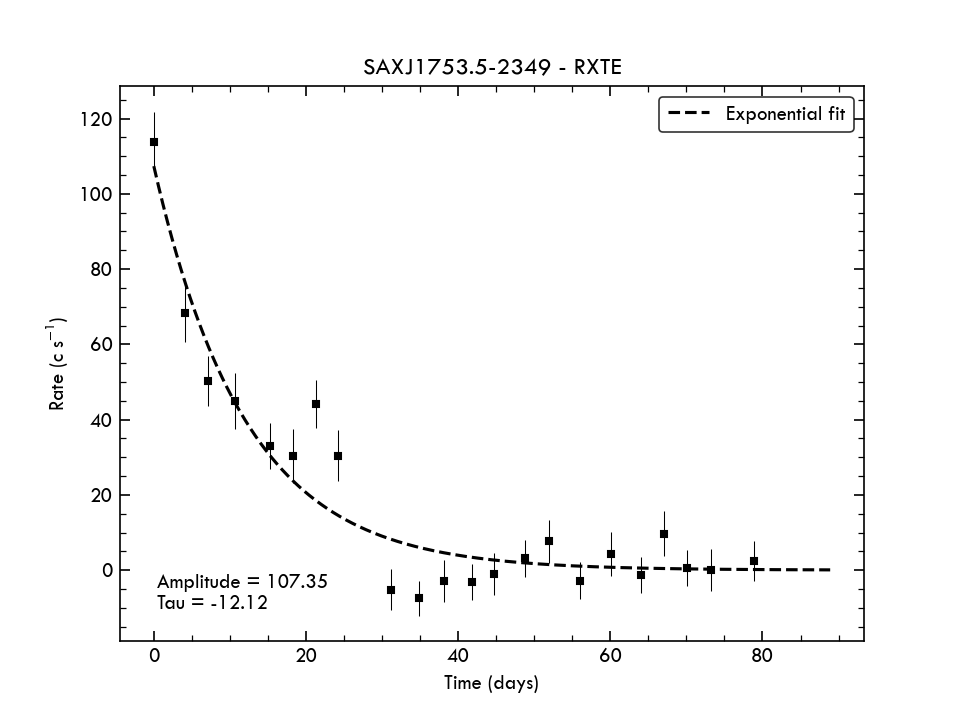 SAXJ1753.5-2349 - RXTE
Exponential fit
120
100
80
60
40
20
0
Rate (c s⁻¹)
Amplitude = 107.35
Tau = -12.12
0 20 40 60 80
Time (days)